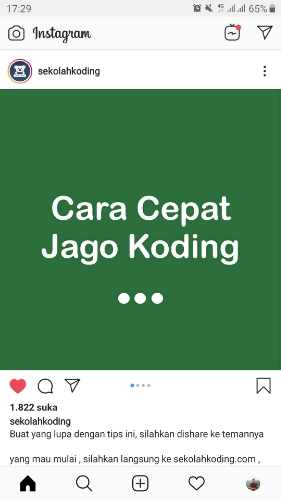 17:29
65%
Instagram
sekolahkoding
Cara Cepat
Jago Koding
1.822 suka
sekolahkoding
Buat yang lupa dengan tips ini, silahkan dishare ke temannya
yang mau mulai , silahkan langsung ke sekolahkoding.com ,